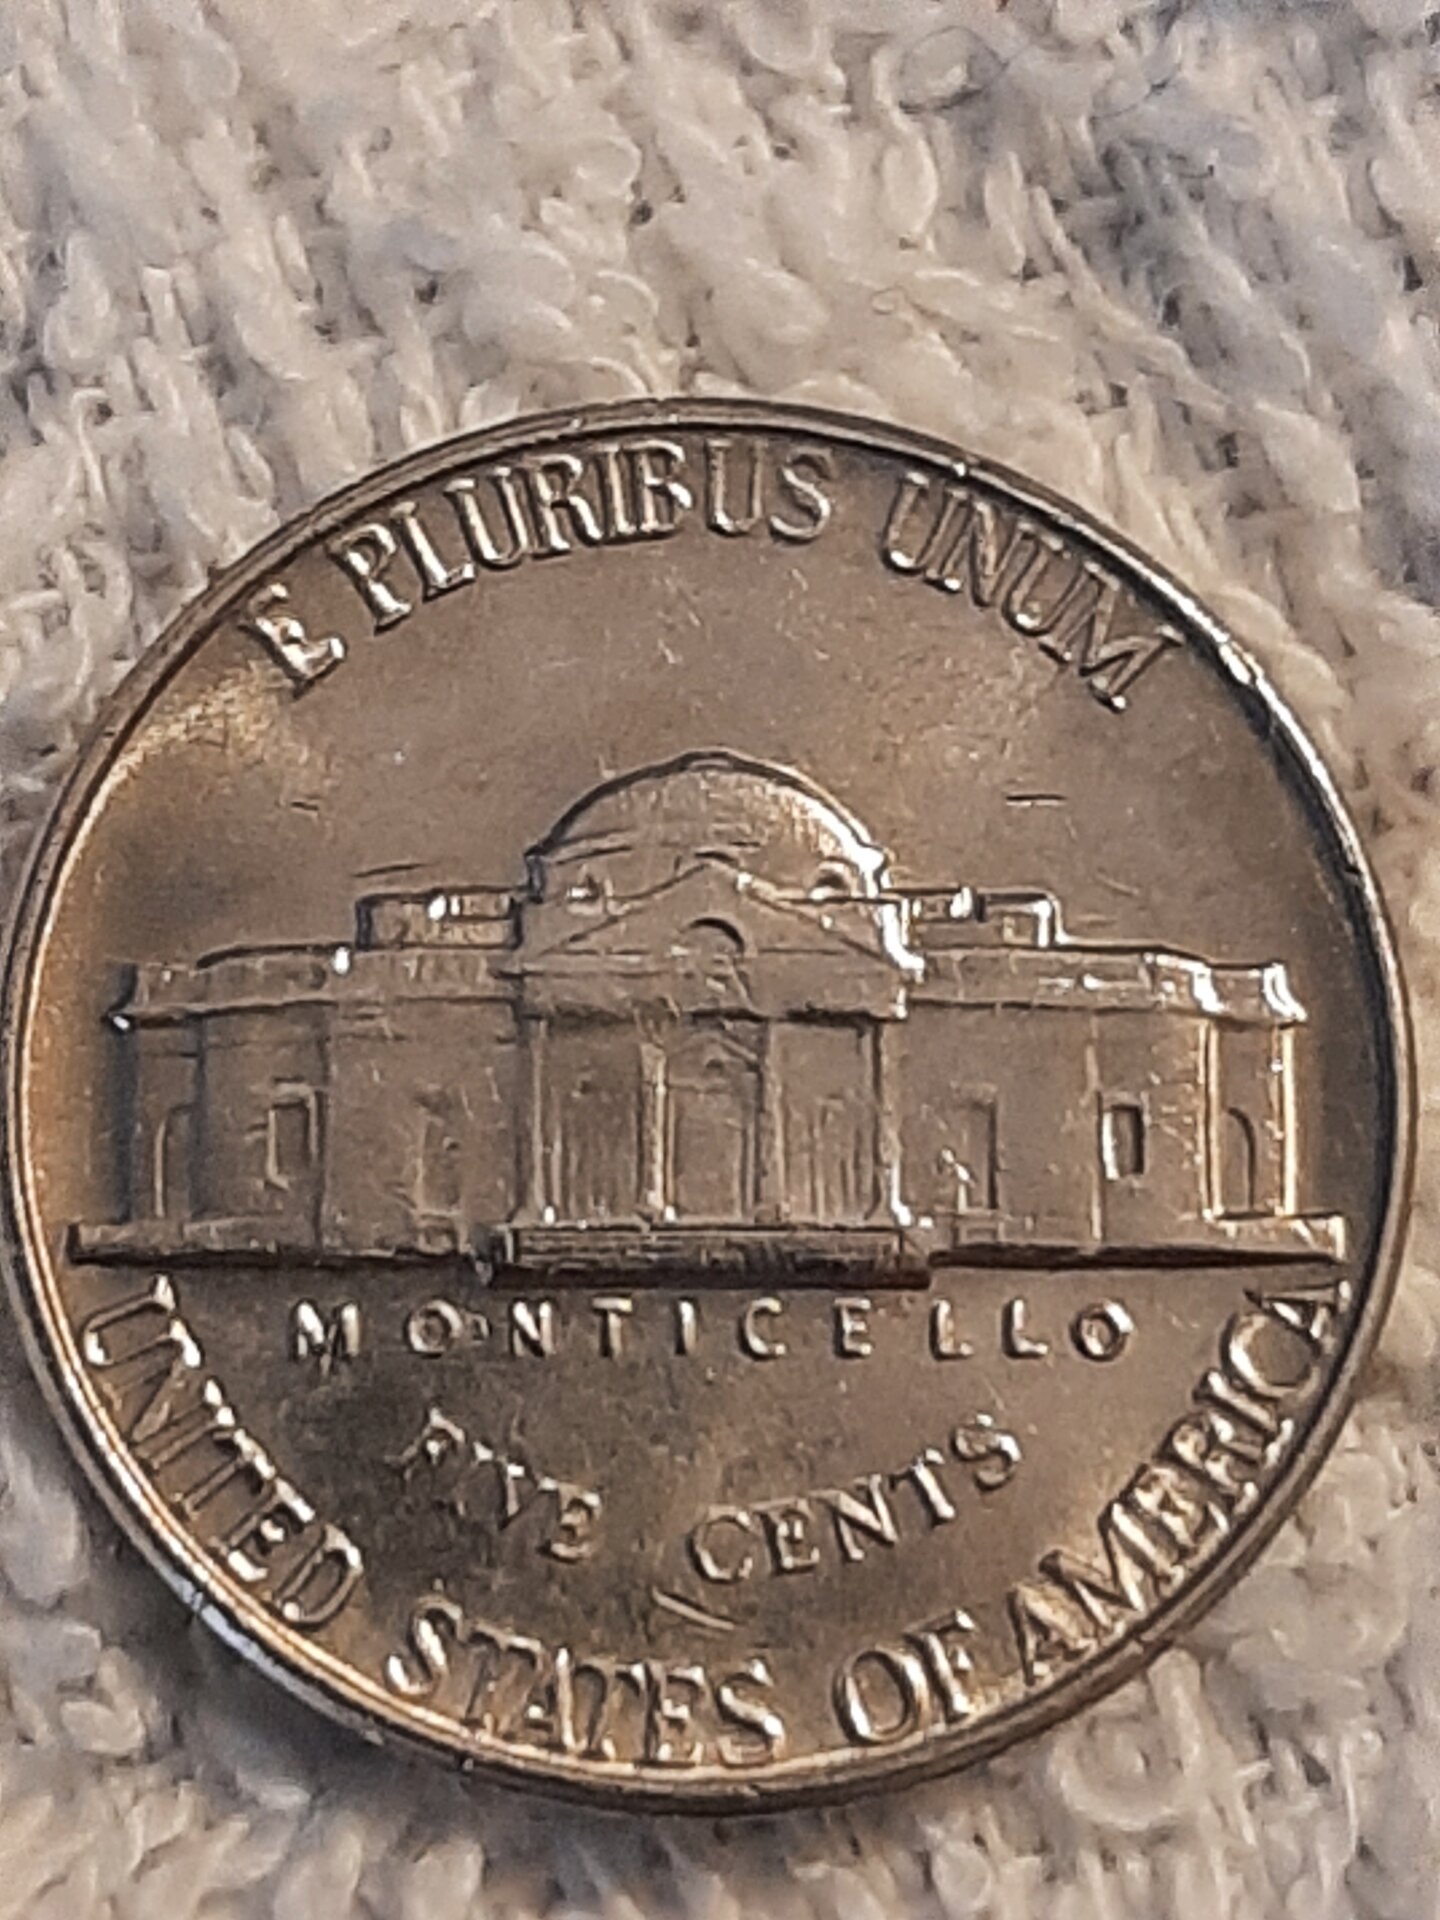 E PLURIBUS UNUM
MONTICELLO
FIVE CENTS
UNITED STATES OF AMERICA